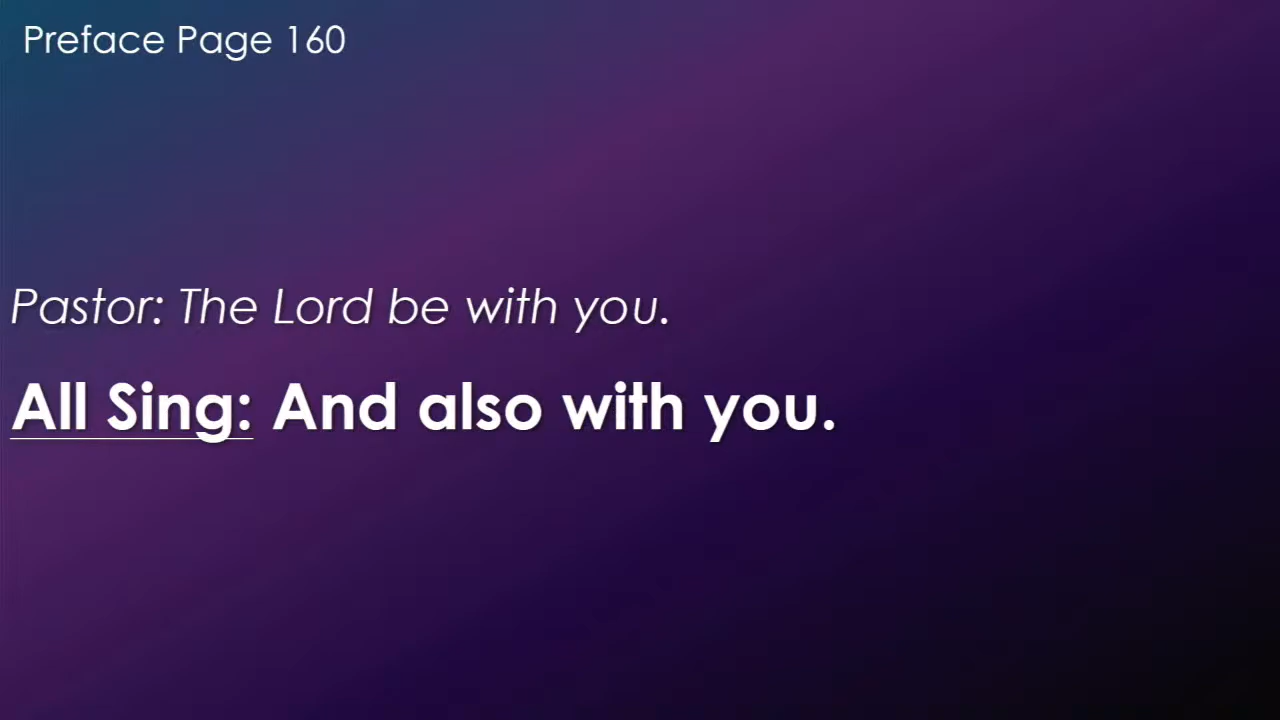 Preface Page 160
Pastor: The Lord be with you.
All Sing: And also with you.